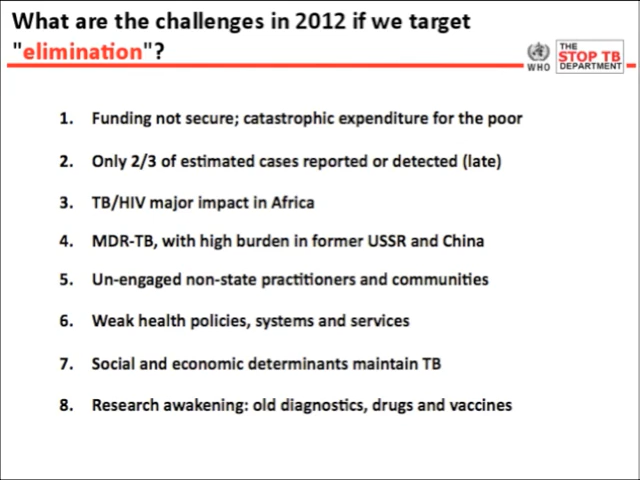 What are the challenges in 2012 if we target
"elimination"?
WHO
THE
STOP TB
DEPARTMENT
1. Funding not secure; catastrophic expenditure for the poor
2. Only 2/3 of estimated cases reported or detected (late)
3. TB/HIV major impact in Africa
4. MDR-TB, with high burden in former USSR and China
5. Un-engaged non-state practitioners and communities
6. Weak health policies, systems and services
7. Social and economic determinants maintain TB
8. Research awakening: old diagnostics, drugs and vaccines